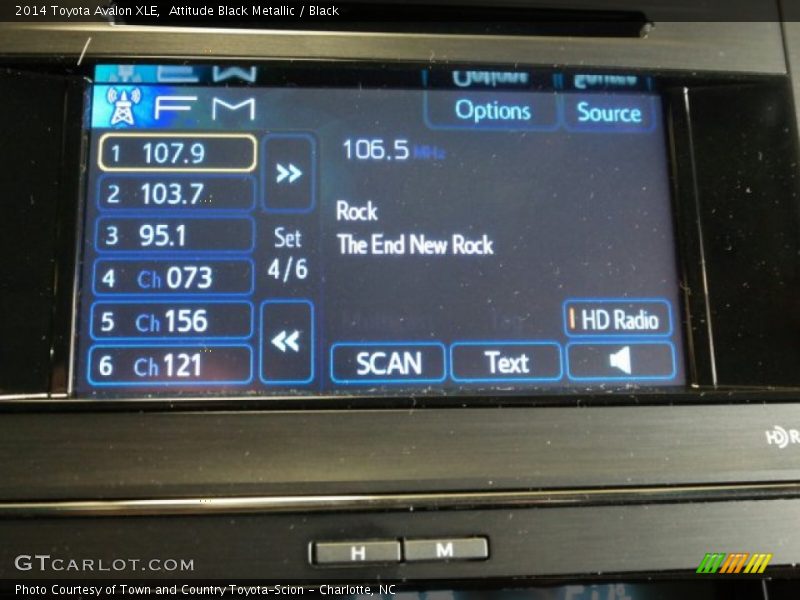 2014 Toyota Avalon XLE, Attitude Black Metallic / Black
FM
Options
Source
1 107.9
2 103.7
3 95.1
4 Ch 073
5 Ch 156
6 Ch 121
>>
Set
4/6
<<
106.5 MHz
Rock
The End New Rock
HD Radio
SCAN
Text
HD R
H
M
GTCARLOT.COM
Photo Courtesy of Town and Country Toyota-Scion - Charlotte, NC